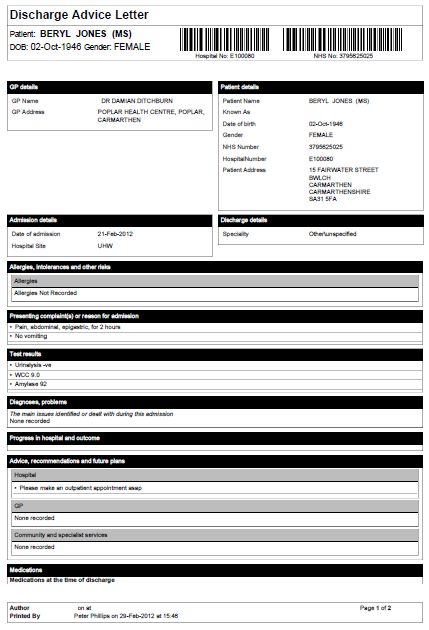 Discharge Advice Letter
Patient: BERYL JONES (MS)
DOB: 02-Oct-1946 Gender: FEMALE
Hospital No: E100080
NHS No: 3795625025
GP details
GP Name DR DAMIAN DITCHBURN
GP Address POPLAR HEALTH CENTRE, POPLAR,
CARMARTHEN
Patient details
Patient Name BERYL JONES (MS)
Known As
Date of birth 02-Oct-1946
Gender FEMALE
NHS Number 3795625025
HospitalNumber E100080
Patient Address 15 FAIRWATER STREET
BWLCH
CARMARTHEN
CARMARTHENSHIRE
SA31 5FA
Admission details
Date of admission 21-Feb-2012
Hospital Site UHW
Discharge details
Speciality Other\unspecified
Allergies, intolerances and other risks
Allergies
Allergies Not Recorded
Presenting complaint(s) or reason for admission
• Pain, abdominal, epigastric, for 2 hours
• No vomiting
Test results
• Urinalysis -ve
• WCC 9.0
• Amylase 92
Diagnoses, problems
The main issues identified or dealt with during this admission
None recorded
Progress in hospital and outcome
Advice, recommendations and future plans
Hospital
• Please make an outpatient appointment asap
GP
None recorded
Community and specialist services
None recorded
Medications
Medications at the time of discharge
Author on at
Printed By Peter Phillips on 29-Feb-2012 at 15:46
Page 1 of 2